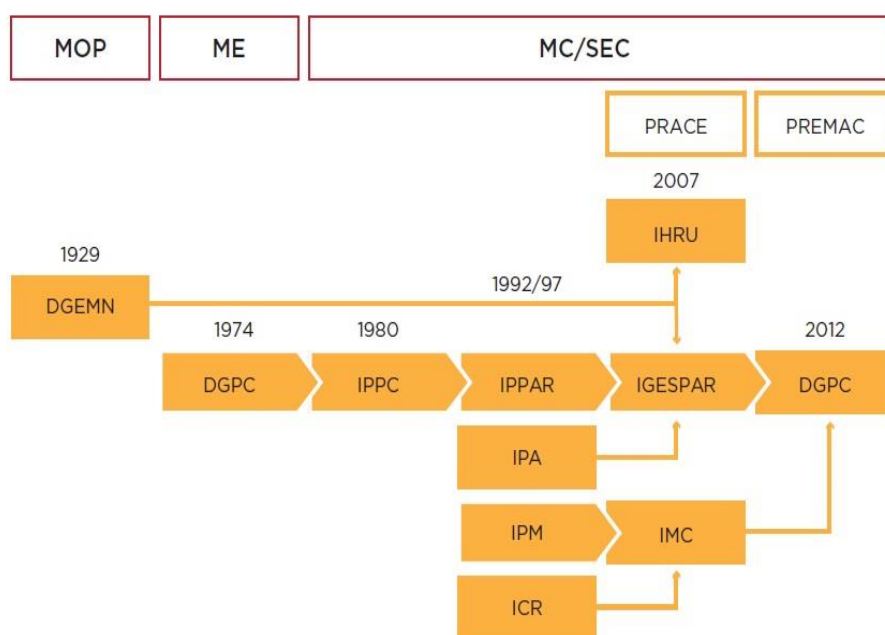 MOP ME MC/SEC
PRACE PREMAC
2007
IHRU
1929
DGEMN
1992/97
1974 1980 2012
DGPC IPPC IPPAR IGESPAR DGPC
IPA
IPM IMC
ICR